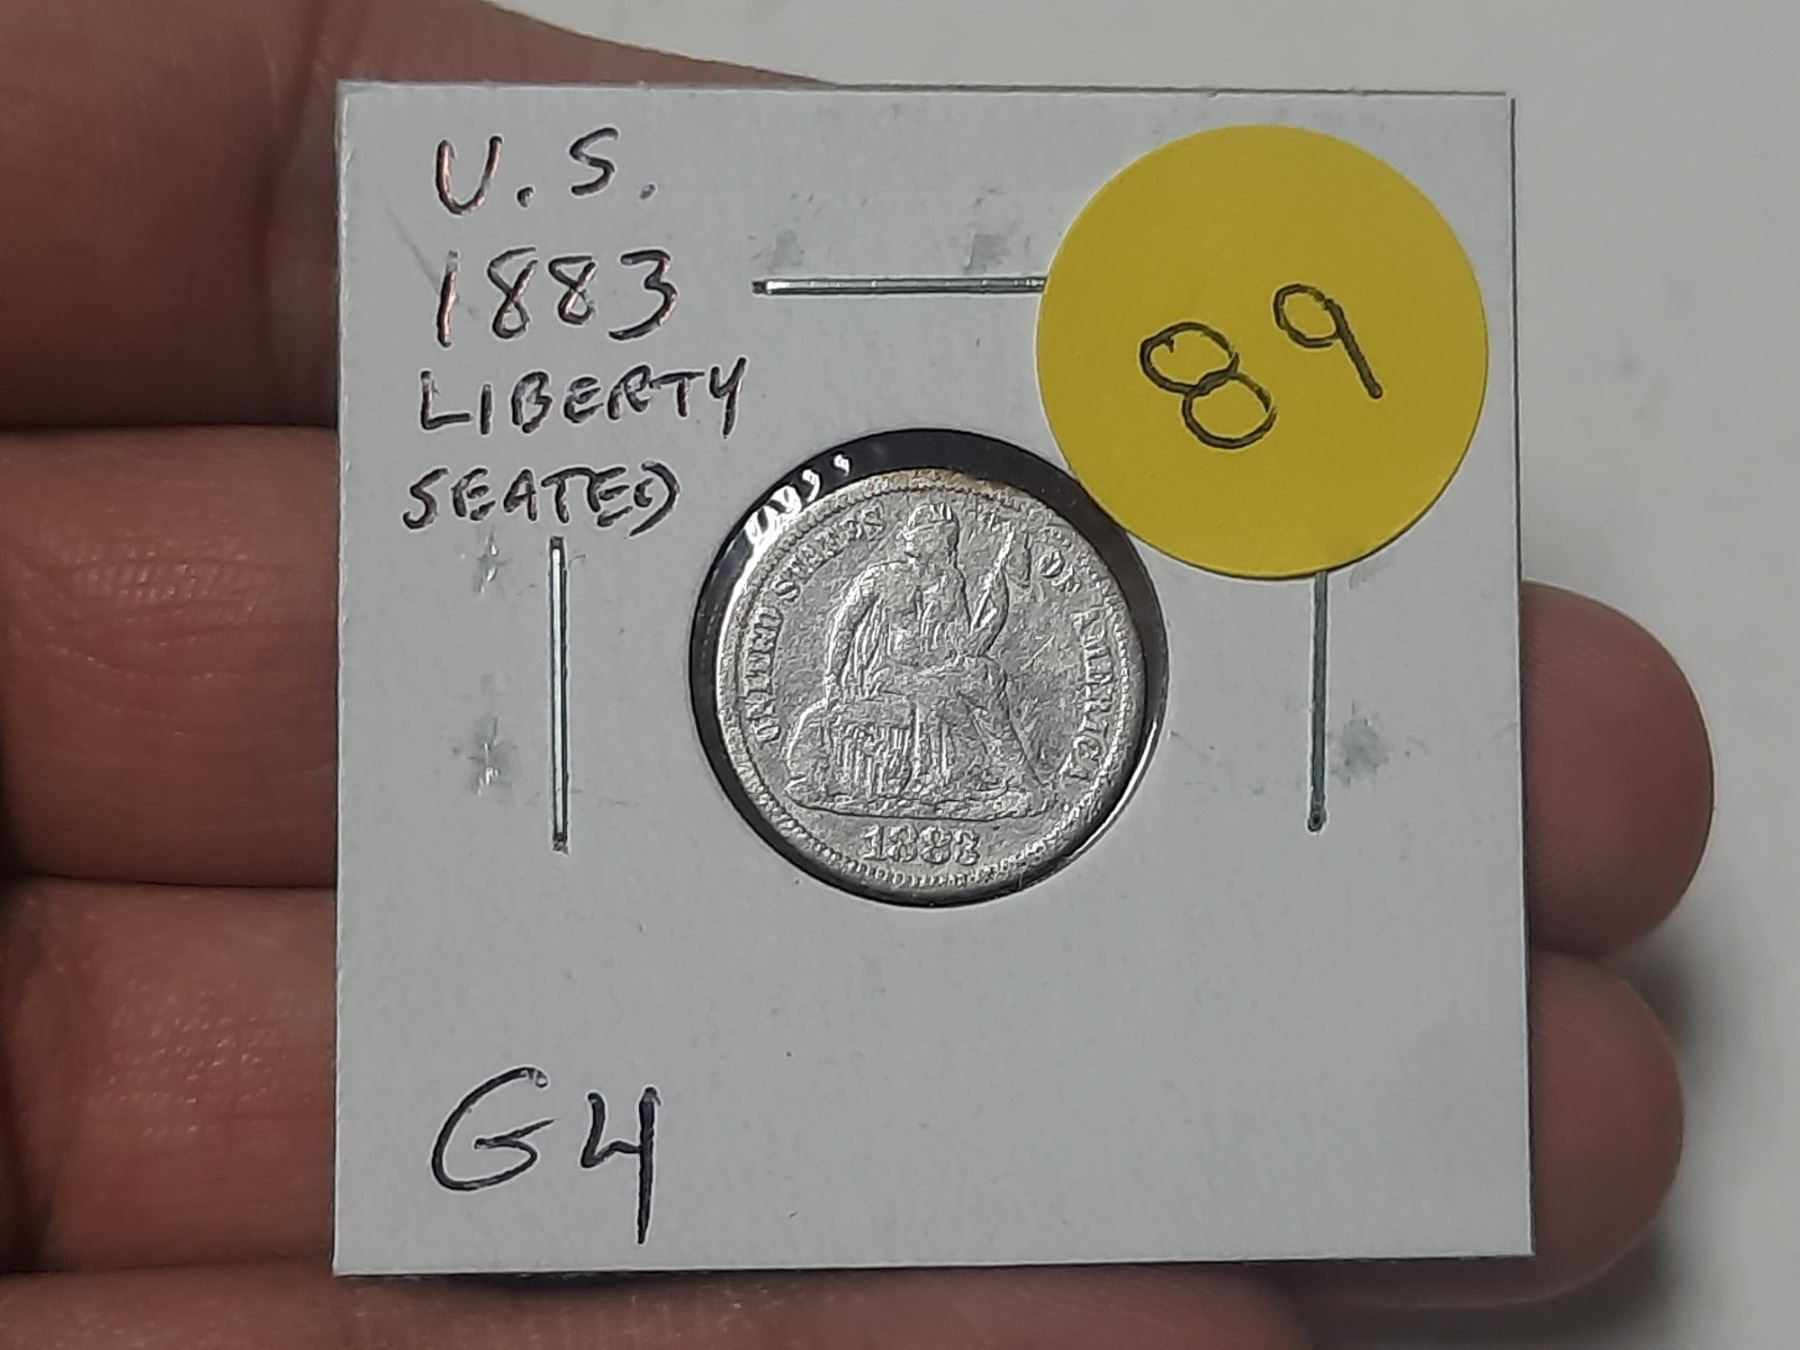 U.S.
1883
LIBERTY
SEATED
89
UNITED STATES OF AMERICA
1883
G4